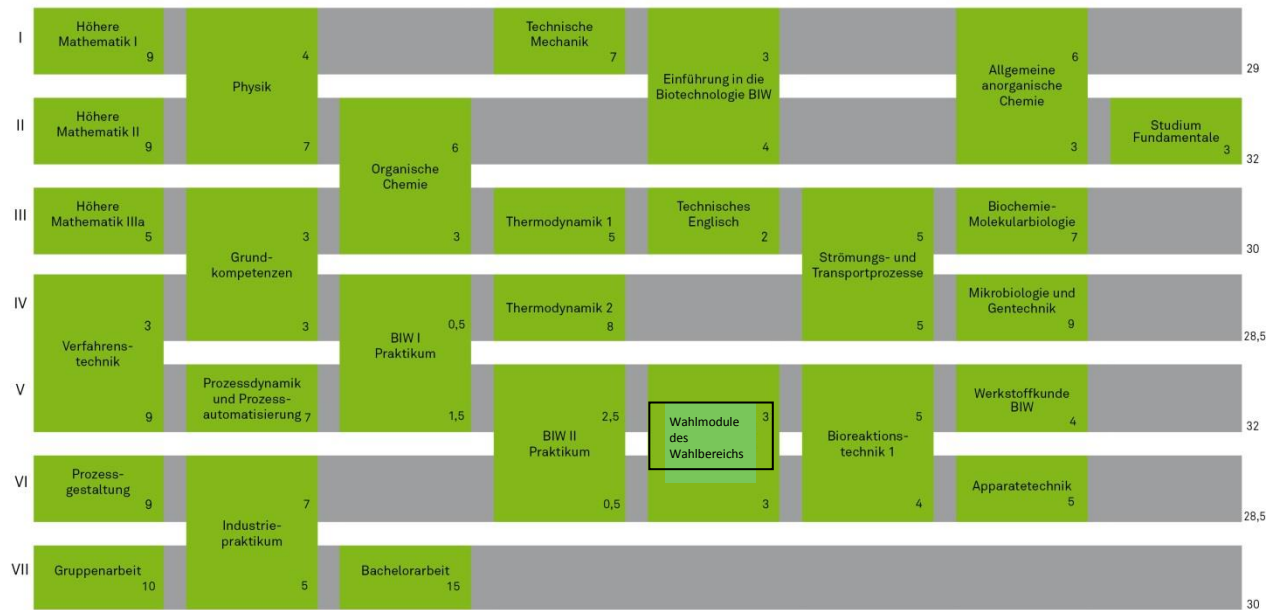 I
Höhere
Mathematik I
9
4
Physik
7
Technische
Mechanik
7
3
Einführung in die
Biotechnologie BIW
4
6
Allgemeine
anorganische
Chemie
3
29
II
Höhere
Mathematik II
9
6
Organische
Chemie
3
Studium
Fundamentale
3
32
III
Höhere
Mathematik IIIa
5
3
Grund-
kompetenzen
3
Thermodynamik 1
5
Technisches
Englisch
2
5
Strömungs- und
Transportprozesse
5
Biochemie-
Molekularbiologie
7
30
IV
3
Verfahrens-
technik
9
0,5
BIW I
Praktikum
1,5
Thermodynamik 2
8
Mikrobiologie und
Gentechnik
9
28,5
V
Prozessdynamik
und Prozess-
automatisierung 7
2,5
BIW II
Praktikum
0,5
3
Wahlmodule
des
Wahlbereichs
3
5
Bioreaktions-
technik 1
4
Werkstoffkunde
BIW
4
32
VI
Prozess-
gestaltung
9
7
Industrie-
praktikum
5
Apparatetechnik
5
28,5
VII
Gruppenarbeit
10
Bachelorarbeit
15
30